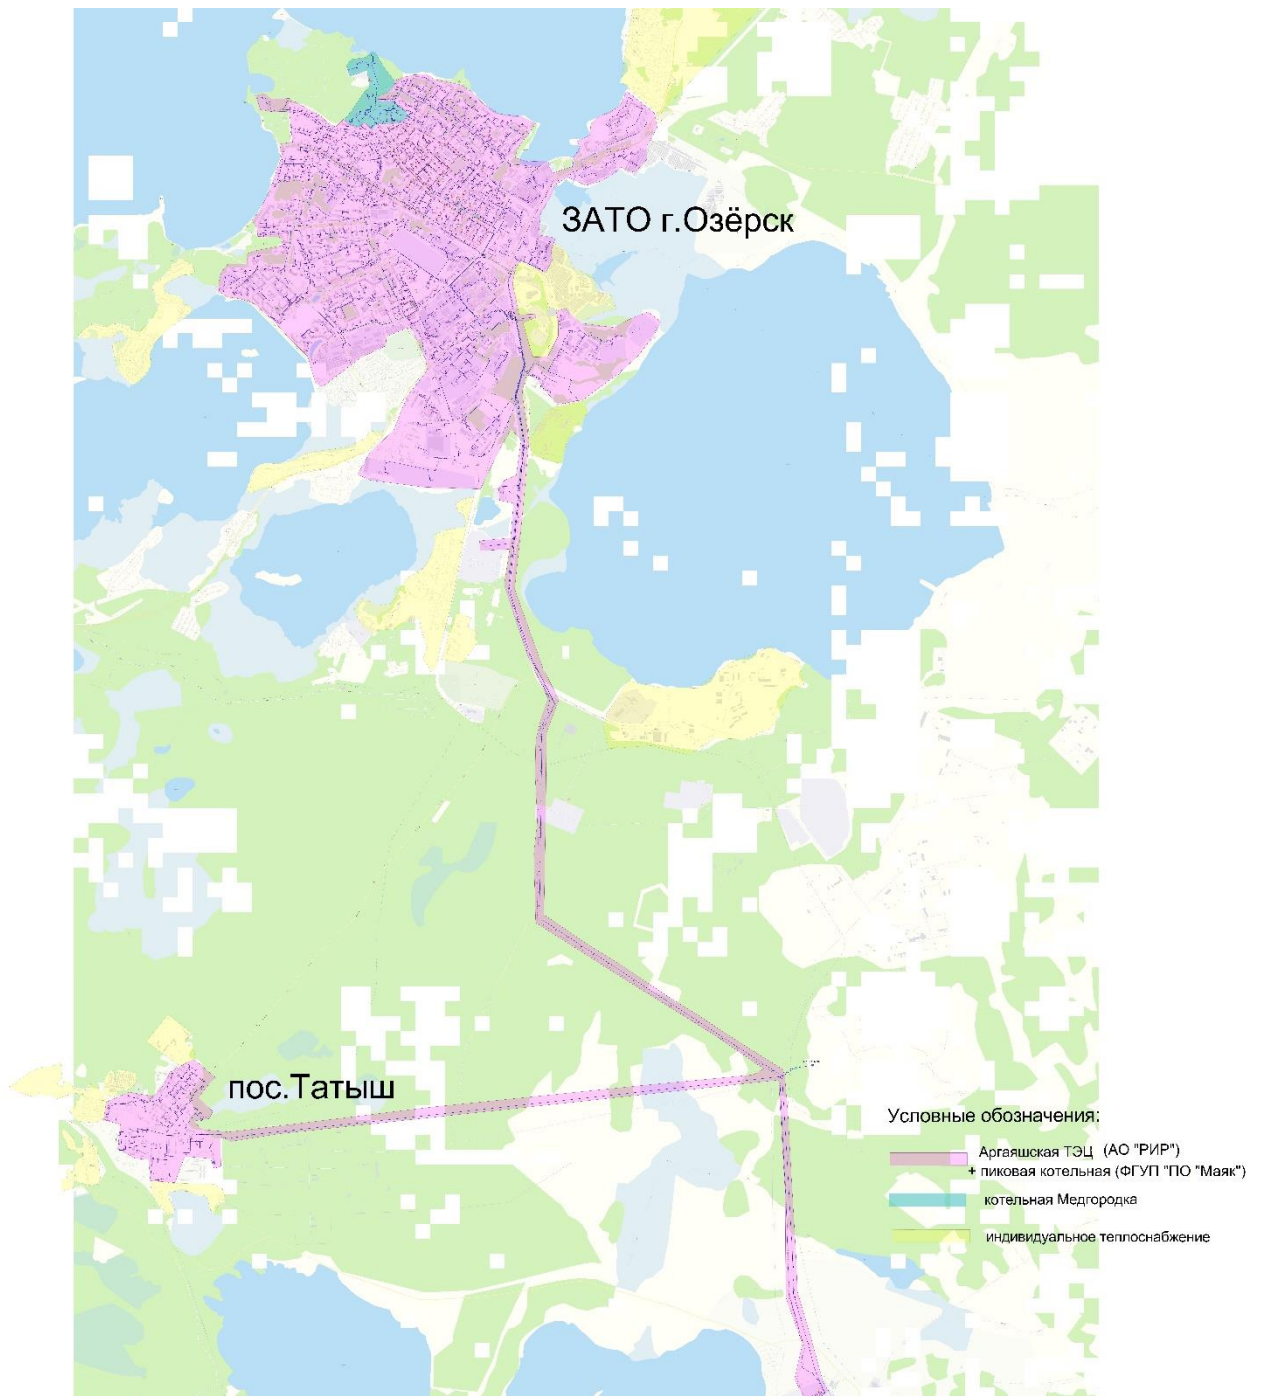 ЗАТО г.Озёрск
пос.Татыш
Условные обозначения:
Аргаяшская ТЭЦ (АО "РИР")
+ пиковая котельная (ФГУП "ПО "Маяк")
котельная Медгородка
индивидуальное теплоснабжение